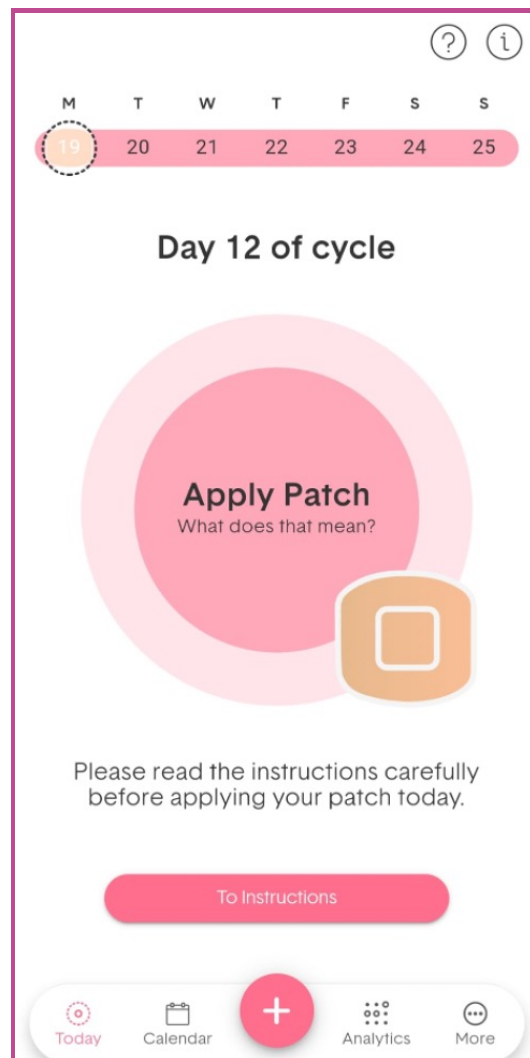 ?
i
M T W T F S S
19 20 21 22 23 24 25
Day 12 of cycle
Apply Patch
What does that mean?
Please read the instructions carefully
before applying your patch today.
To Instructions
+
Today Calendar Analytics More